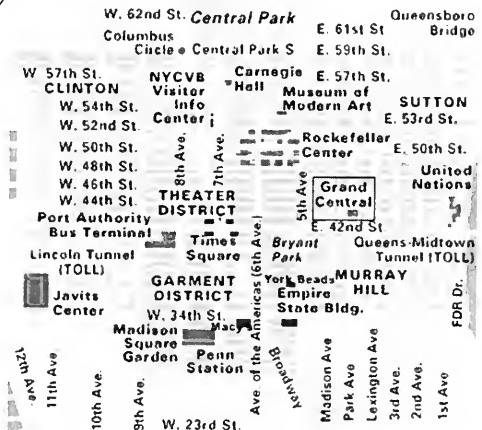 W. 62nd St. Central Park
Queensboro
Bridge
Columbus
Circle Central Park S
E. 61st St
E. 59th St.
W 57th St.
CLINTON
NYCVB
Visitor
Info
Center
Carnegie
Hall
E. 57th St.
Museum of
Modern Art
SUTTON
E. 53rd St.
W. 54th St.
W. 52nd St.
W. 50th St.
W. 48th St.
W. 46th St.
W. 44th St.
8th Ave.
7th Ave.
Rockefeller
Center
E. 50th St.
United
Nations
THEATER
DISTRICT
5th Ave
Grand
Central
E. 42nd St.
Port Authority
Bus Terminal
Times
Square
Bryant
Park
Queens-Midtown
Tunnel (TOLL)
Lincoln Tunnel
(TOLL)
Javits
Center
GARMENT
DISTRICT
Ave. of the Americas (6th Ave.)
York Beads
MURRAY
HILL
Empire
State Bldg.
FDR Dr.
W. 34th St.
Macy's
Madison
Square
Garden
Penn
Station
Broadway
12th Ave.
11th Ave.
10th Ave.
9th Ave.
Madison Ave
Park Ave
Lexington Ave
3rd Ave.
2nd Ave.
1st Ave
W. 23rd St.